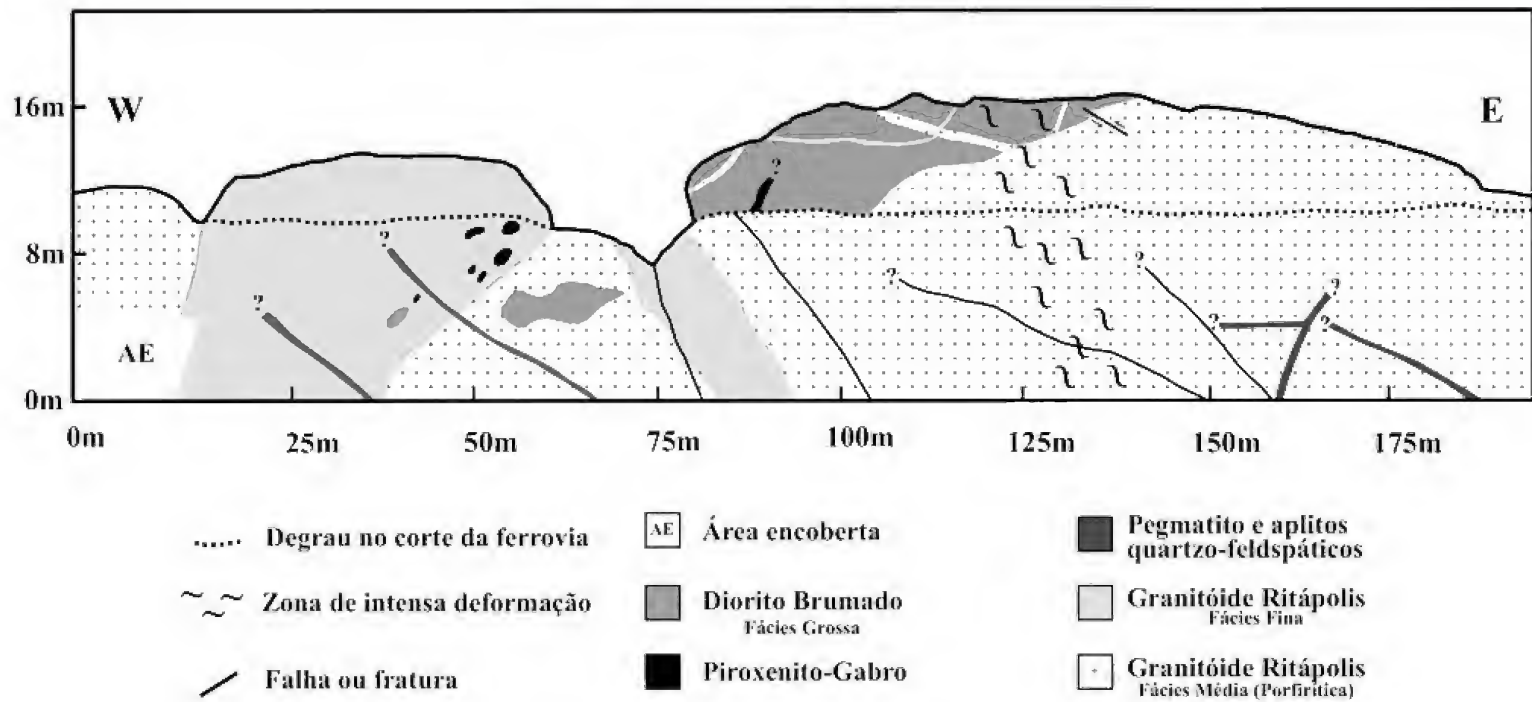 16m
W
E
?
8m
?
?
?
?
?
?
?
AE
0m
0m
25m
50m
75m
100m
125m
150m
175m
Degrau no corte da ferrovia
AE
Área encoberta
Pegmatito e aplitos
quartzo-feldspáticos
Zona de intensa deformação
Diorito Brumado
Fácies Grossa
Granitóide Ritápolis
Fácies Fina
Falha ou fratura
Piroxenito-Gabro
Granitóide Ritápolis
Fácies Média (Porfirítica)